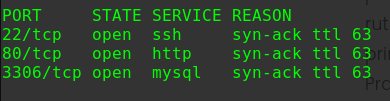 PORT     STATE SERVICE REASON
22/tcp   open  ssh     syn-ack ttl 63
80/tcp   open  http    syn-ack ttl 63
3306/tcp open  mysql   syn-ack ttl 63